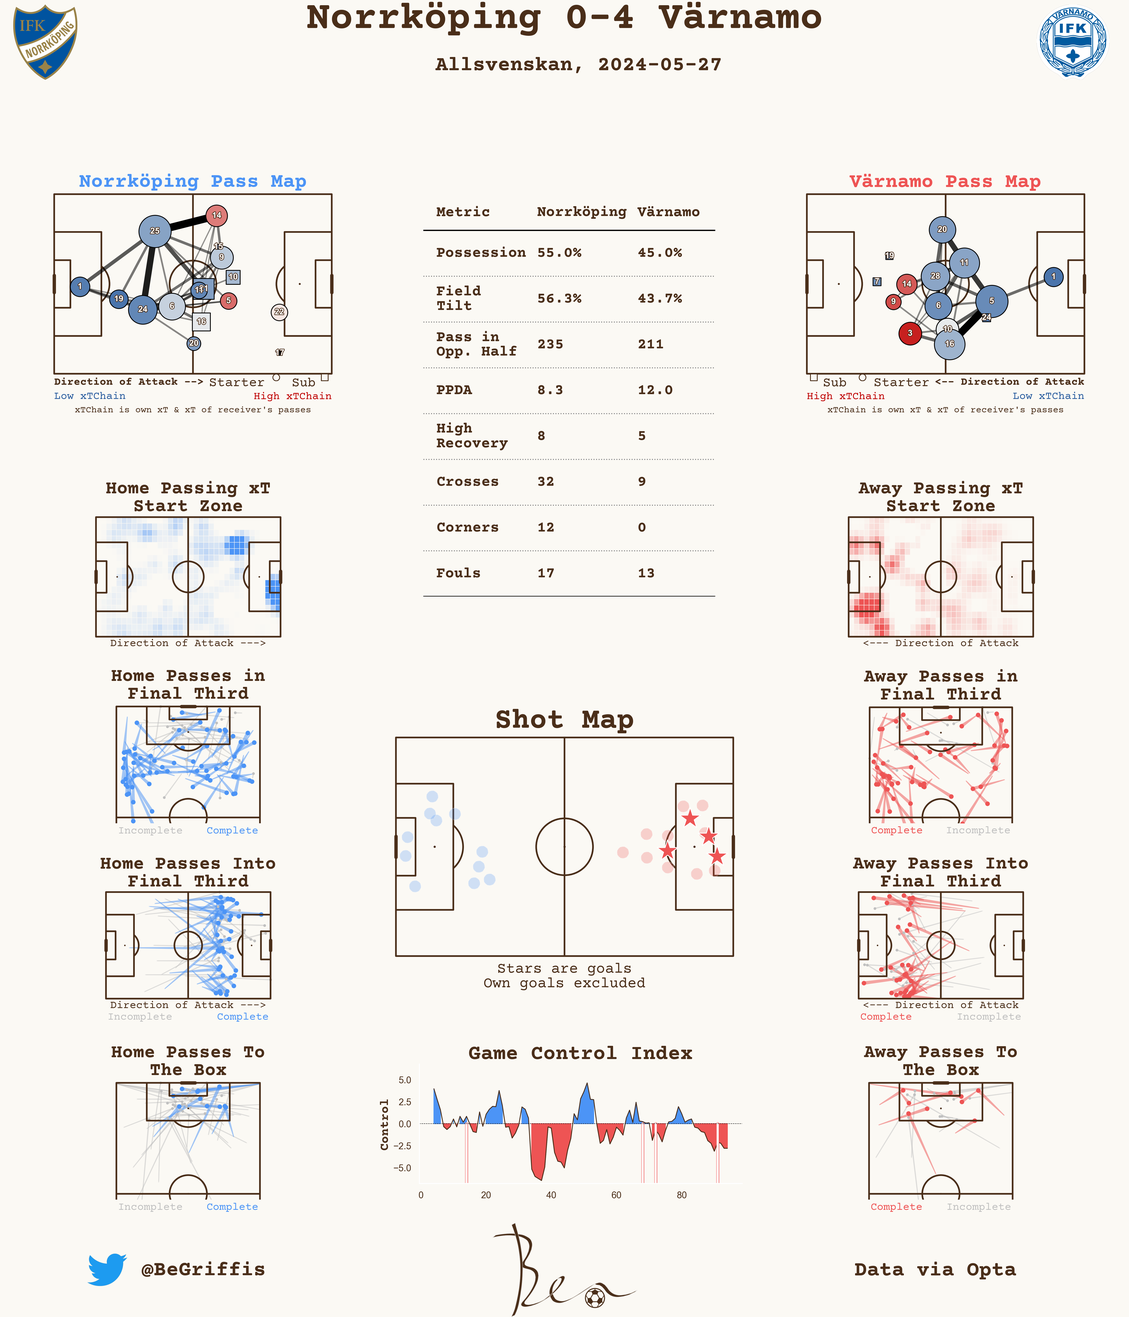 Norrköping 0-4 Värnamo
Allsvenskan, 2024-05-27
IFK
NORRKÖPING
VÄRNAMO
IFK
Norrköping Pass Map
25
14
15
9
10
1
19
24
6
11
5
16
22
20
17
Direction of Attack --> Starter Sub
Low xTChain High xTChain
xTChain is own xT & xT of receiver's passes
Metric Norrköping Värnamo
Possession 55.0% 45.0%
Field
Tilt 56.3% 43.7%
Pass in
Opp. Half 235 211
PPDA 8.3 12.0
High
Recovery 8 5
Crosses 32 9
Corners 12 0
Fouls 17 13
Värnamo Pass Map
20
19
11
28
1
7
14
9
6
5
24
10
3
16
Sub Starter <-- Direction of Attack
High xTChain Low xTChain
xTChain is own xT & xT of receiver's passes
Home Passing xT
Start Zone
Direction of Attack --->
Away Passing xT
Start Zone
<--- Direction of Attack
Home Passes in
Final Third
Incomplete Complete
Away Passes in
Final Third
Complete Incomplete
Shot Map
Stars are goals
Own goals excluded
Home Passes Into
Final Third
Direction of Attack --->
Incomplete Complete
Away Passes Into
Final Third
<--- Direction of Attack
Complete Incomplete
Home Passes To
The Box
Incomplete Complete
Game Control Index
Control
5.0
2.5
0.0
−2.5
−5.0
0 20 40 60 80
Away Passes To
The Box
Complete Incomplete
@BeGriffis
Ben
Data via Opta